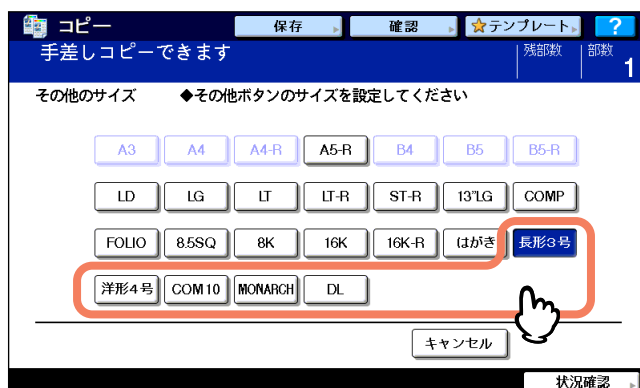 コピー 保存 確認 テンプレート ?
手差しコピーできます 残部数 部数 1
その他のサイズ ◆その他ボタンのサイズを設定してください
A3 A4 A4-R A5-R B4 B5 B5-R
LD LG LT LT-R ST-R 13"LG COMP
FOLIO 8.5SQ 8K 16K 16K-R はがき 長形3号
洋形4号 COM10 MONARCH DL
キャンセル
状況確認